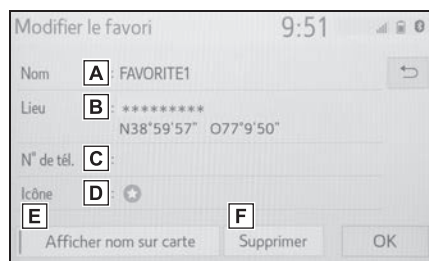 Modifier le favori 9:51
Nom A : FAVORITE1
Lieu B : *********
N38°59'57" O77°9'50"
N° de tél. C :
Icône D :
E F
Afficher nom sur carte Supprimer OK